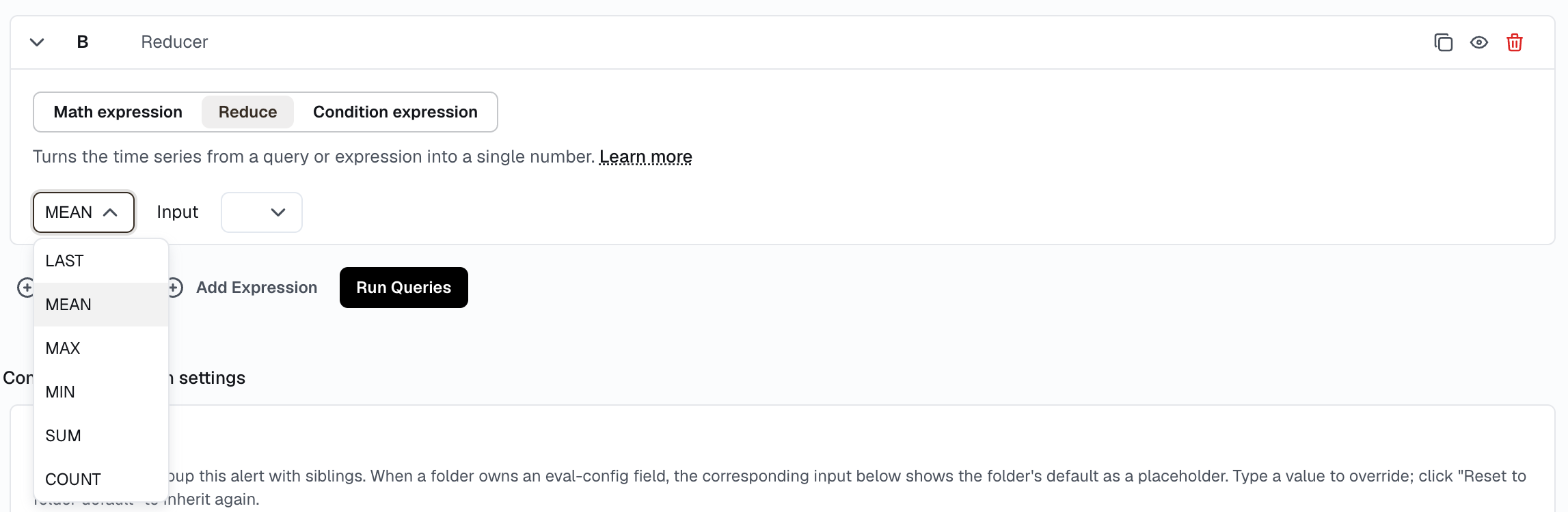 B Reducer
Math expression Reduce Condition expression
Turns the time series from a query or expression into a single number. Learn more
MEAN Input
LAST
Add Expression Run Queries
MEAN
MAX
settings
MIN
SUM
COUNT
this alert with siblings. When a folder owns an eval-config field, the corresponding input below shows the folder's default as a placeholder. Type a value to override; click "Reset to
inherit again.